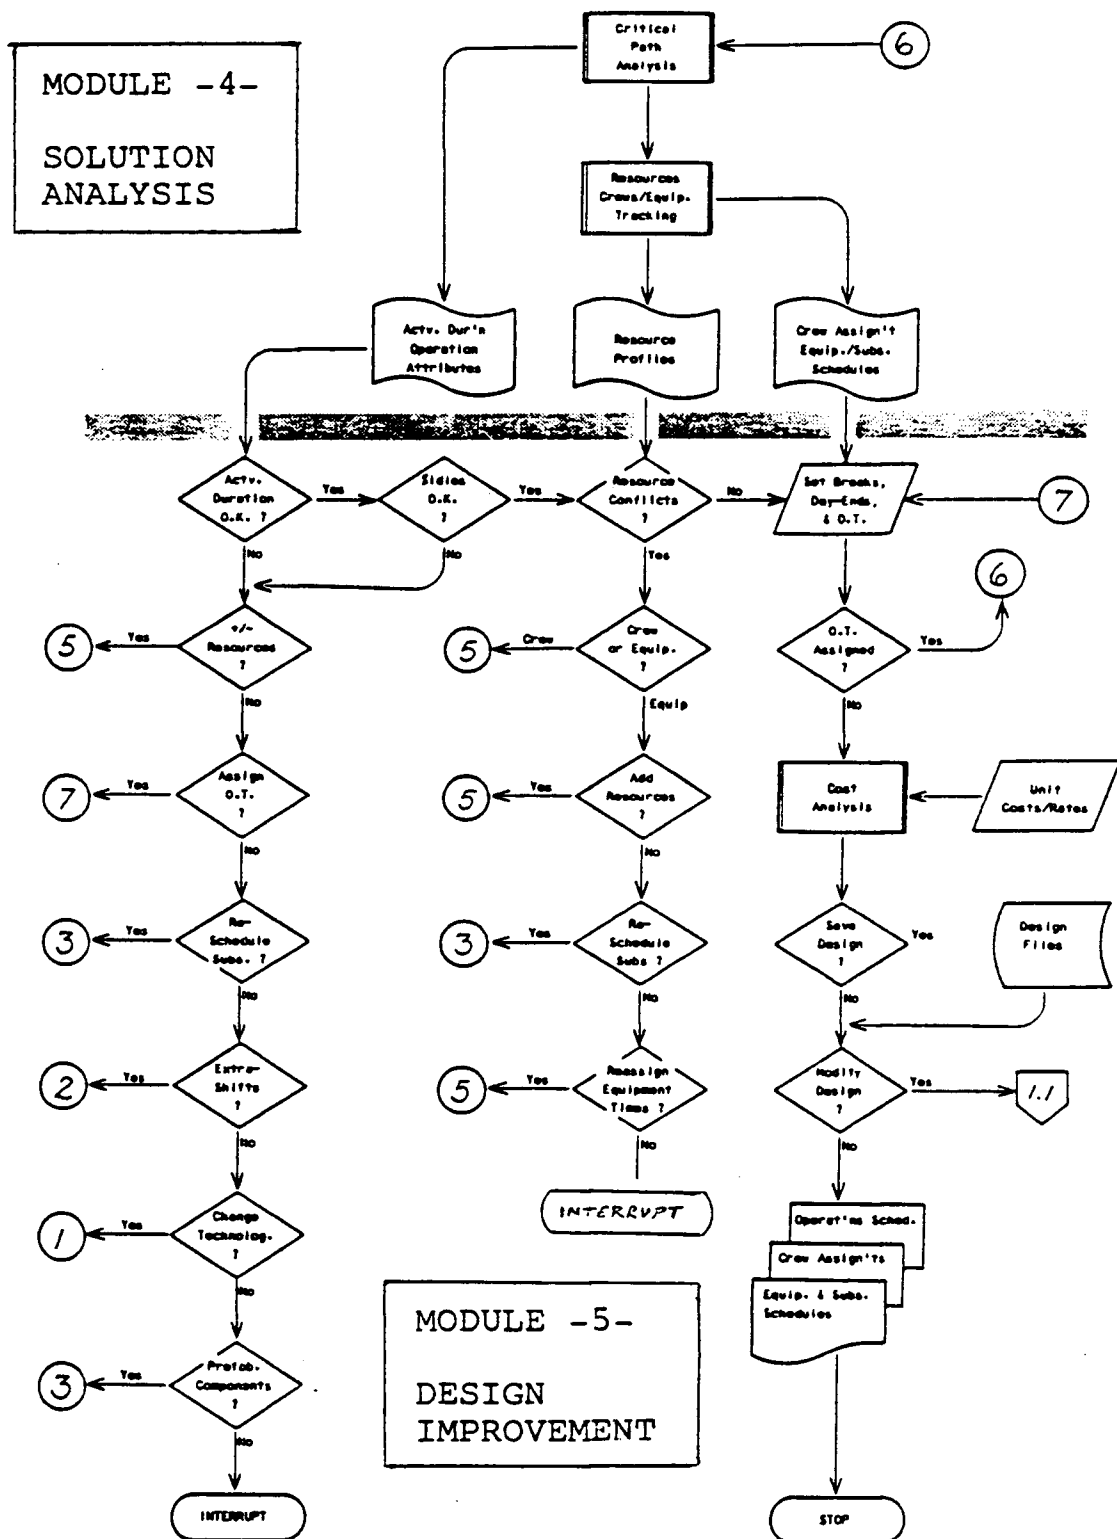 MODULE -4-
SOLUTION
ANALYSIS
Critical
Path
Analysis
6
Resources
Crews/Equip.
Tracking
Actv. Dur'n
Operation
Attributes
Resource
Profiles
Crew Assign't
Equip./Subs.
Schedules
Actv.
Duration
O.K. ?
Yes
No
Sldles
O.K. ?
Yes
No
Resource
Conflicts
?
No
Yes
Set Breaks,
Day-Ends,
& O.T.
7
6
5
Yes
+/-
Resources
?
No
5
Crew
Crew
or Equip.
?
Equip
O.T.
Assigned
?
Yes
No
7
Yes
Assign
O.T.
?
No
5
Yes
Add
Resources
?
No
Cost
Analysis
Unit
Costs/Rates
3
Yes
Re-
Schedule
Subs. ?
No
3
Yes
Re-
Schedule
Subs ?
No
Save
Design
?
Yes
No
Design
Files
2
Yes
Extra-
Shifts
?
No
5
Yes
Reassign
Equipment
Times ?
No
Modify
Design
?
Yes
No
1.1
1
Yes
Change
Technolog.
?
No
INTERRUPT
Operat'ns Sched.
Crew Assign'ts
Equip. & Subs.
Schedules
3
Yes
Prefab.
Components
?
No
MODULE -5-
DESIGN
IMPROVEMENT
INTERRUPT
STOP